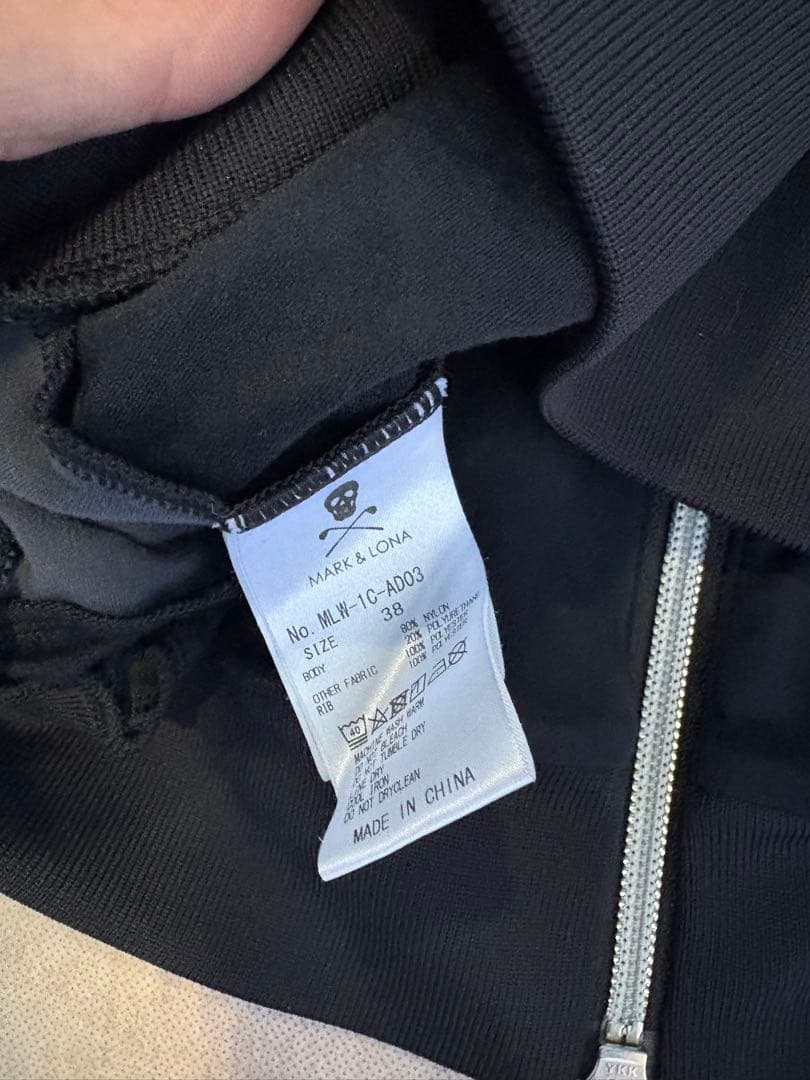 MARK & LONA
No. MLW-1C-AD03
SIZE 38
BODY 80% NYLON
20% POLYURETHANE
OTHER FABRIC 100% POLYESTER
RIB 100% POLYESTER
40
MACHINE WASH WARM
DO NOT BLEACH
DO NOT TUMBLE DRY
LINE DRY
COOL IRON
DO NOT DRYCLEAN
MADE IN CHINA
YKK